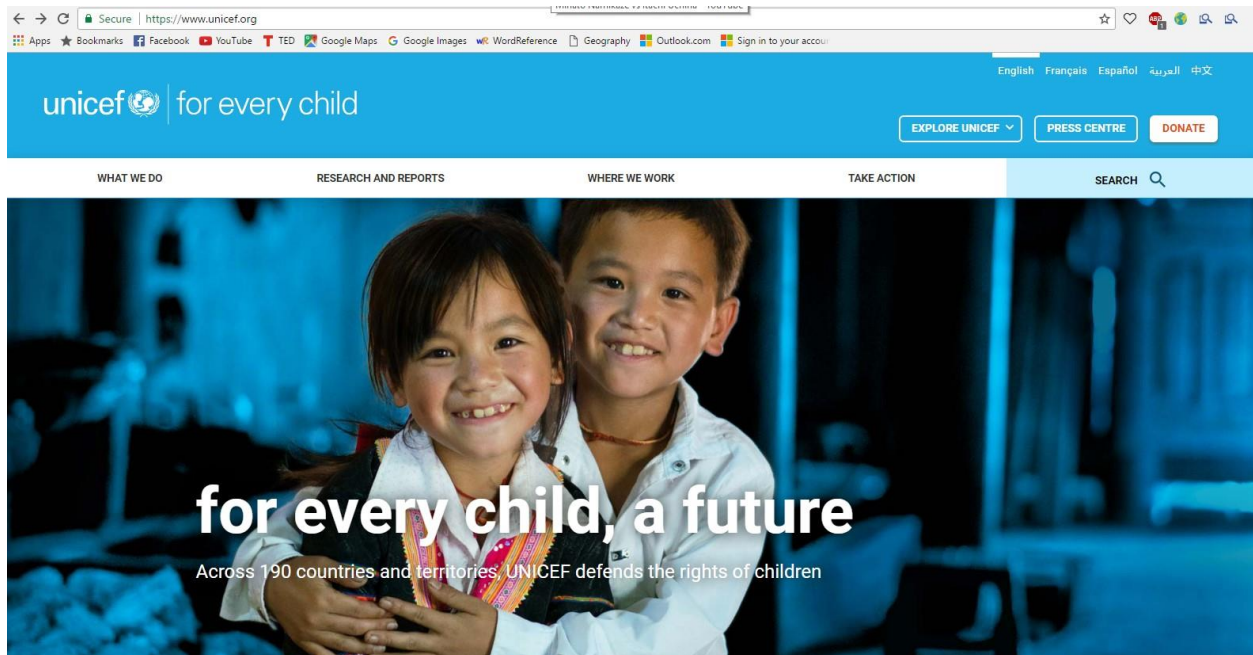 Secure | https://www.unicef.org
Apps Bookmarks Facebook YouTube TED Google Maps Google Images WordReference Geography Outlook.com Sign in to your accou
English Français Español العربية 中文
unicef for every child
EXPLORE UNICEF PRESS CENTRE DONATE
WHAT WE DO RESEARCH AND REPORTS WHERE WE WORK TAKE ACTION SEARCH
for every child, a future
Across 190 countries and territories, UNICEF defends the rights of children